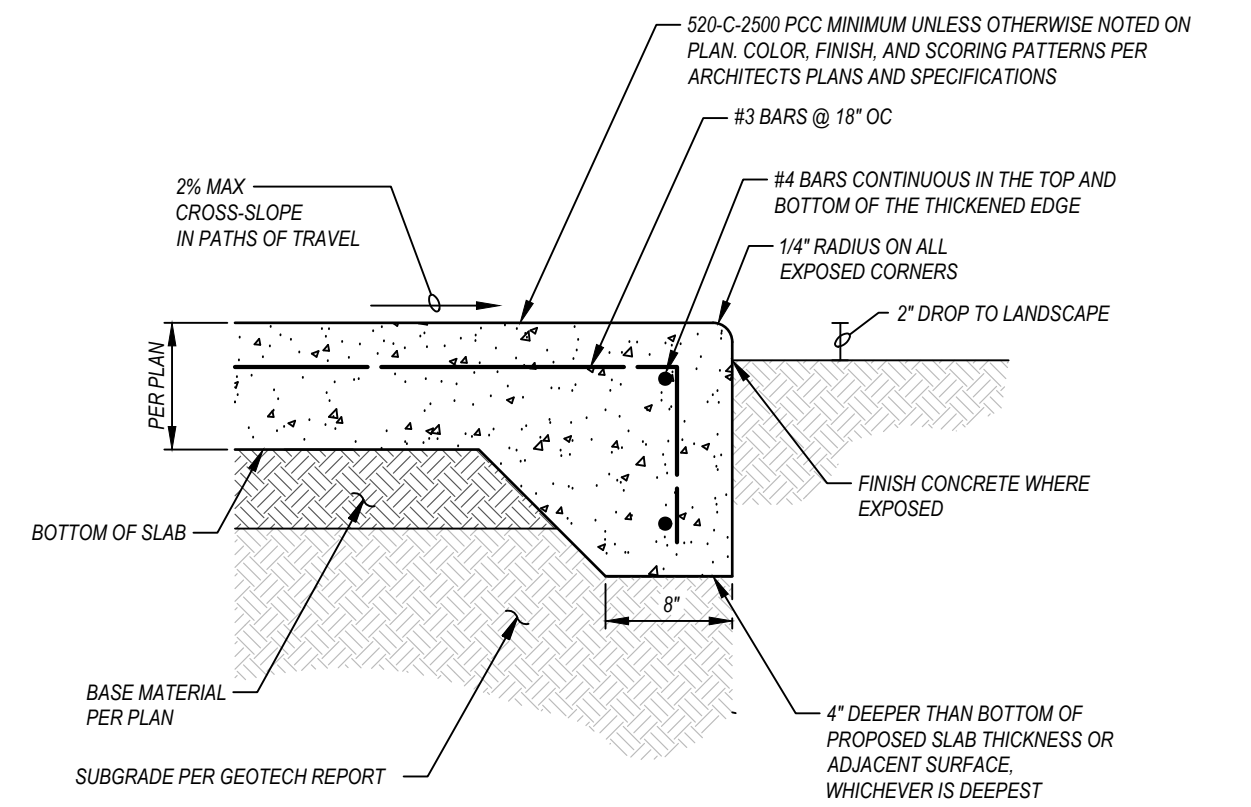 520-C-2500 PCC MINIMUM UNLESS OTHERWISE NOTED ON
PLAN. COLOR, FINISH, AND SCORING PATTERNS PER
ARCHITECTS PLANS AND SPECIFICATIONS
#3 BARS @ 18" OC
2% MAX
CROSS-SLOPE
IN PATHS OF TRAVEL
#4 BARS CONTINUOUS IN THE TOP AND
BOTTOM OF THE THICKENED EDGE
1/4" RADIUS ON ALL
EXPOSED CORNERS
2" DROP TO LANDSCAPE
PER PLAN
FINISH CONCRETE WHERE
EXPOSED
BOTTOM OF SLAB
8"
BASE MATERIAL
PER PLAN
4" DEEPER THAN BOTTOM OF
PROPOSED SLAB THICKNESS OR
ADJACENT SURFACE,
WHICHEVER IS DEEPEST
SUBGRADE PER GEOTECH REPORT